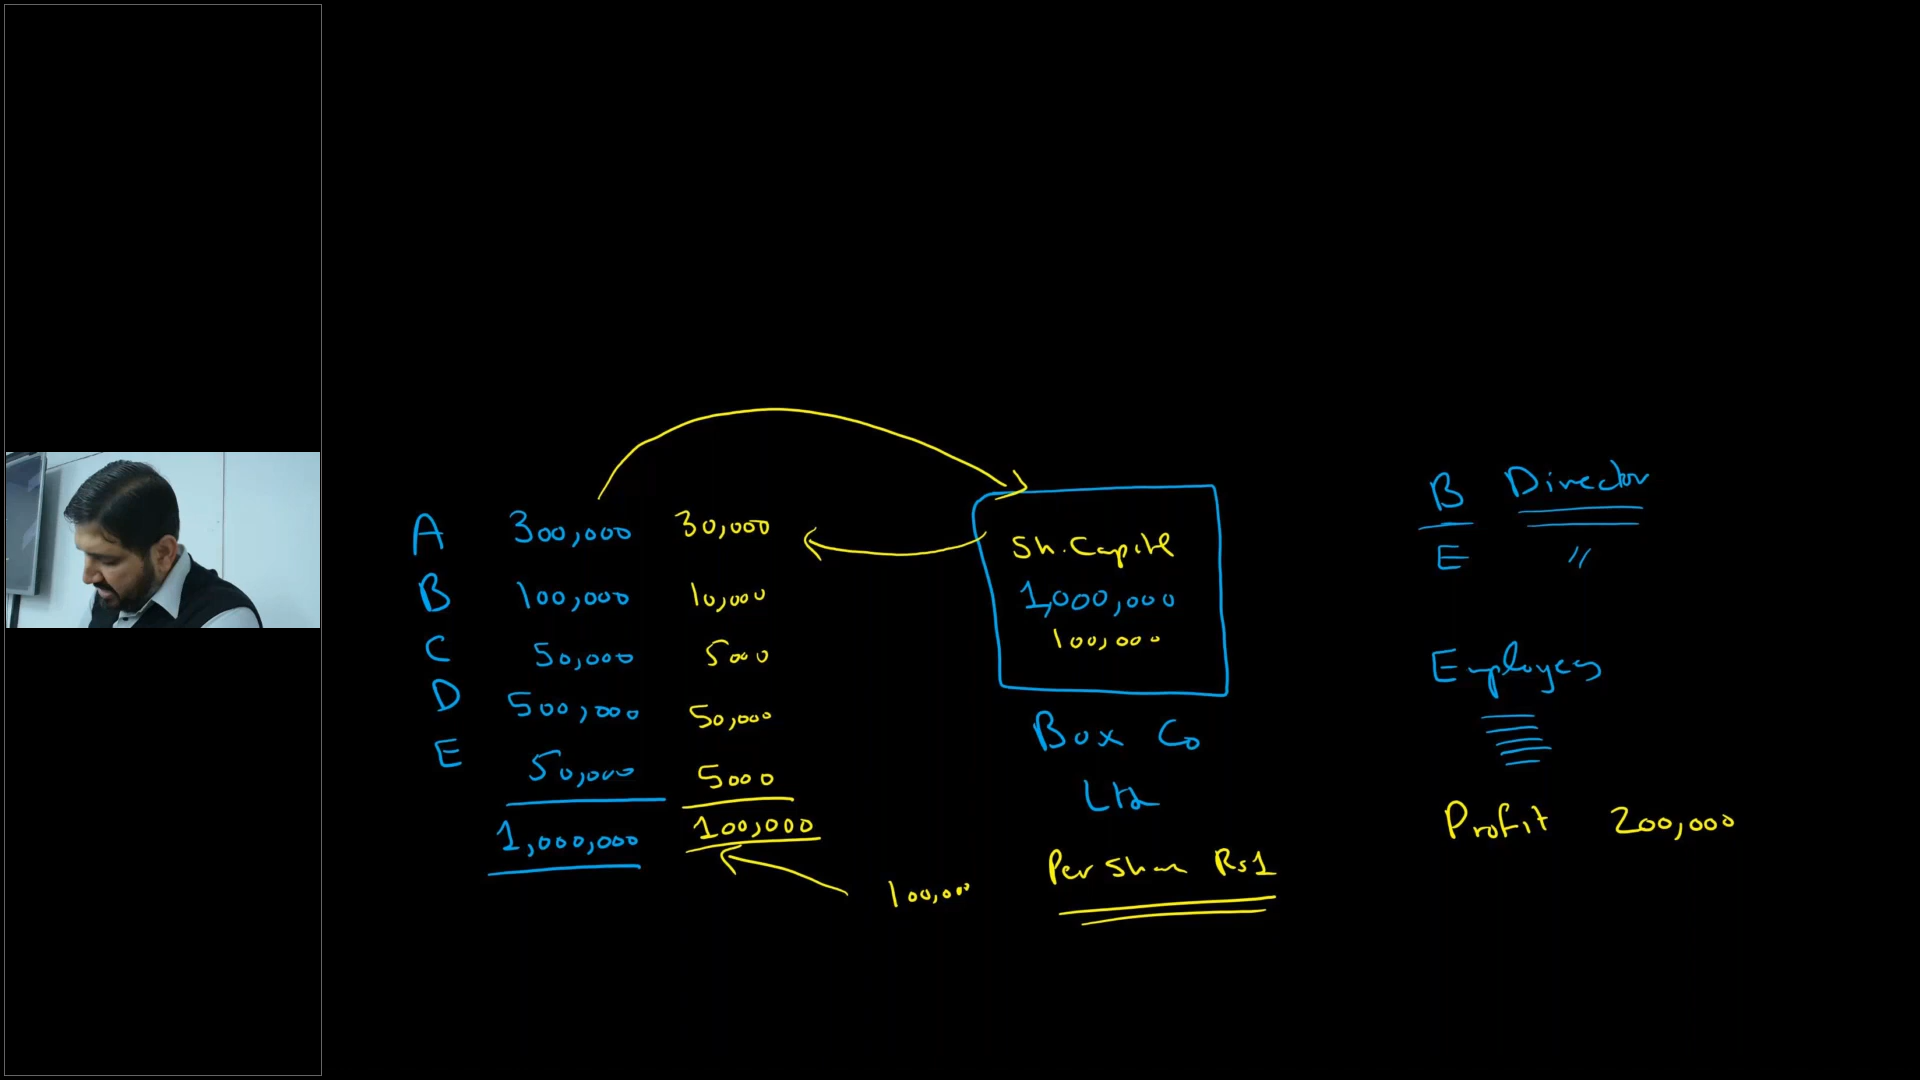 A 300,000 30,000
B 100,000 10,000
C 50,000 5000
D 500,000 50,000
E 50,000 5000
1,000,000 100,000
100,000
Sh. Capital
1,000,000
100,000
Box Co
Ltd
Per Share Rs1
B Director
E "
Employees
Profit 200,000